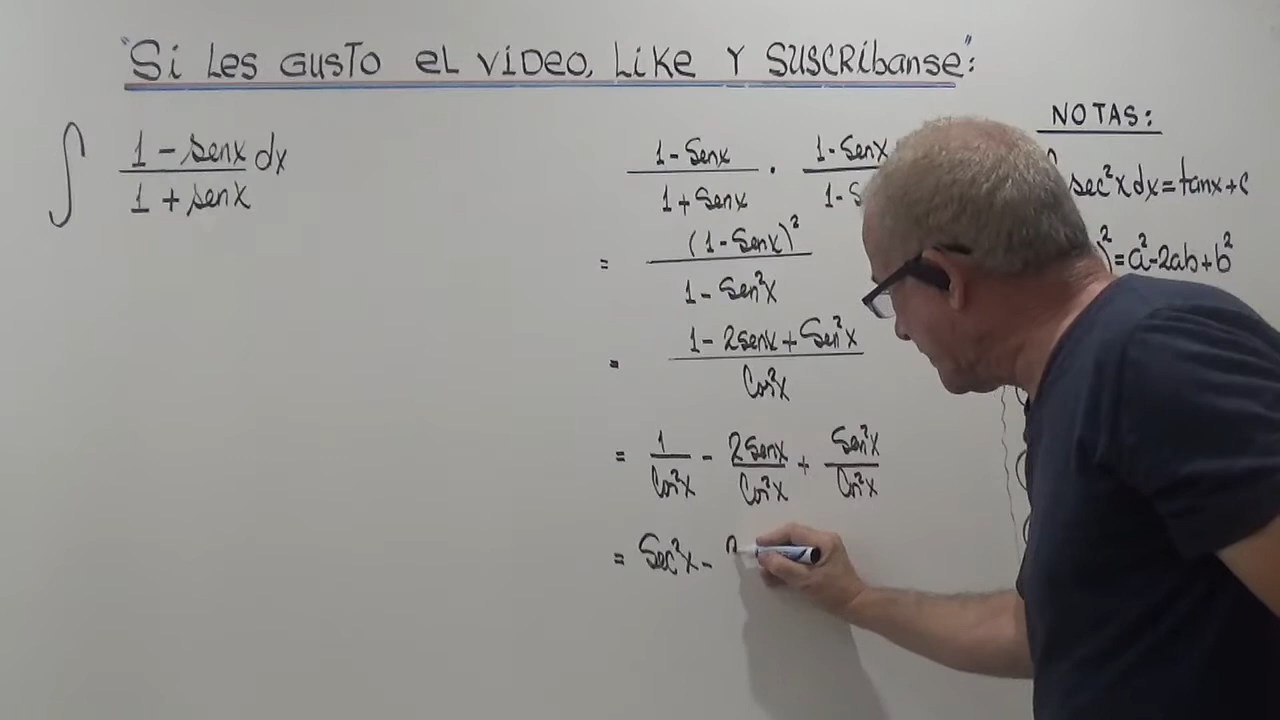 "Si Les GUSTO eL ViDeO, Like Y SUSCRibanse":
∫ (1 - senx)/(1 + senx) dx
(1 - Senx)/(1 + Senx) · (1 - Senx)/(1 - S
= (1 - Senx)²/(1 - Sen²x)
= (1 - 2senx + Sen²x)/(Cos²x)
= 1/(Cos²x) - 2Senx/(Cos²x) + Sen²x/(Cos²x)
= Sec²x -
NOTAS:
sec²x dx = tanx + c
)² = a² - 2ab + b²